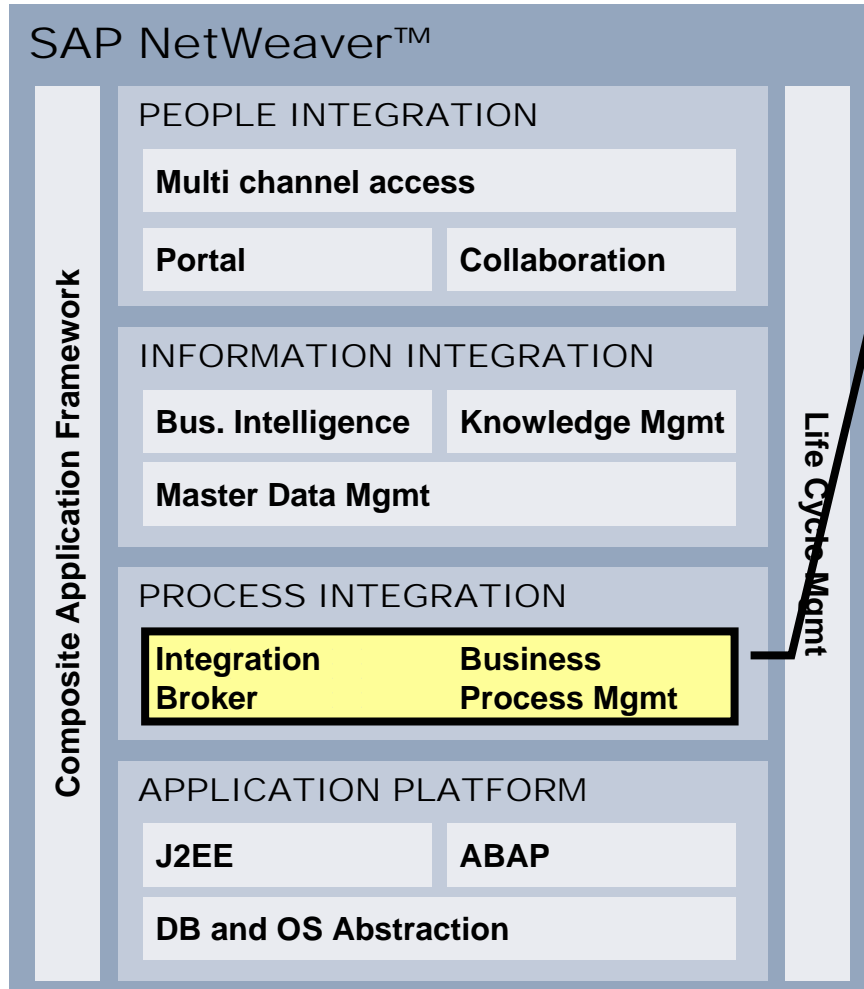 SAP NetWeaver™
Composite Application Framework
PEOPLE INTEGRATION
Multi channel access
Portal
Collaboration
INFORMATION INTEGRATION
Bus. Intelligence
Knowledge Mgmt
Master Data Mgmt
PROCESS INTEGRATION
Integration
Broker
Business
Process Mgmt
APPLICATION PLATFORM
J2EE
ABAP
DB and OS Abstraction
Life Cycle Mgmt